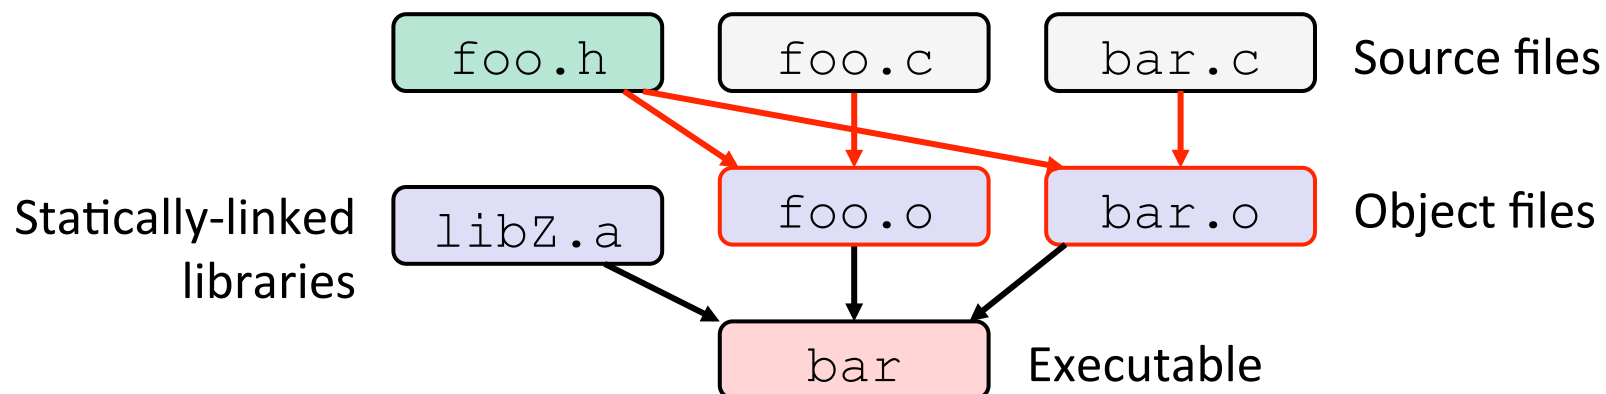 foo.h foo.c bar.c Source files
Statically-linked
libraries
libZ.a foo.o bar.o Object files
bar Executable